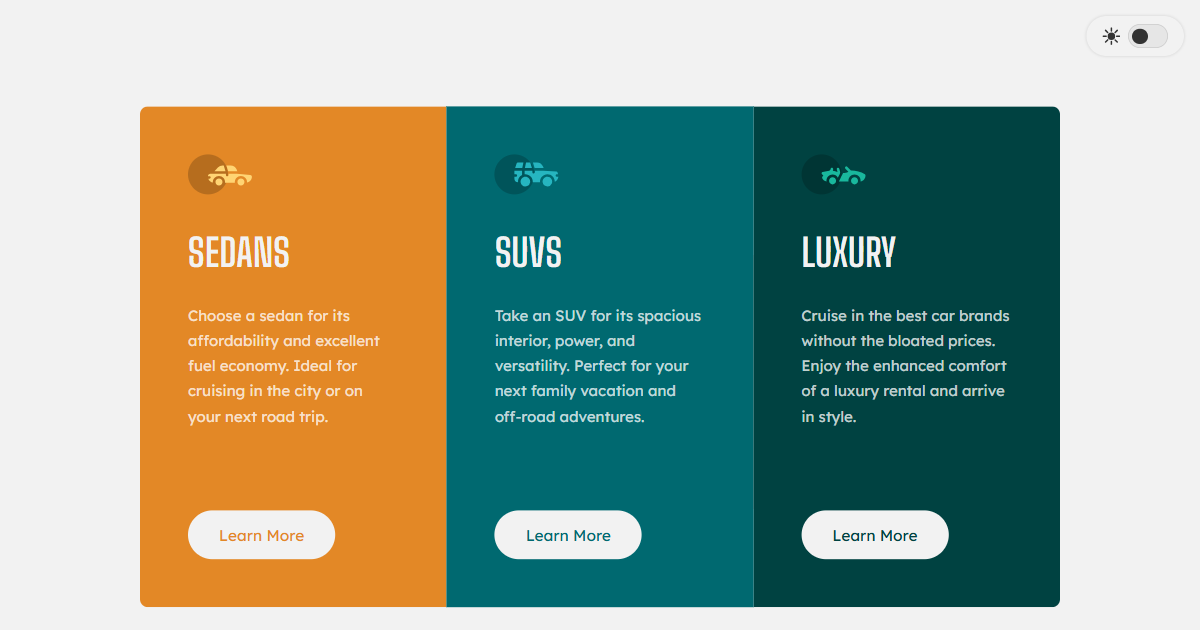 SEDANS
Choose a sedan for its
affordability and excellent
fuel economy. Ideal for
cruising in the city or on
your next road trip.
Learn More
SUVS
Take an SUV for its spacious
interior, power, and
versatility. Perfect for your
next family vacation and
off-road adventures.
Learn More
LUXURY
Cruise in the best car brands
without the bloated prices.
Enjoy the enhanced comfort
of a luxury rental and arrive
in style.
Learn More